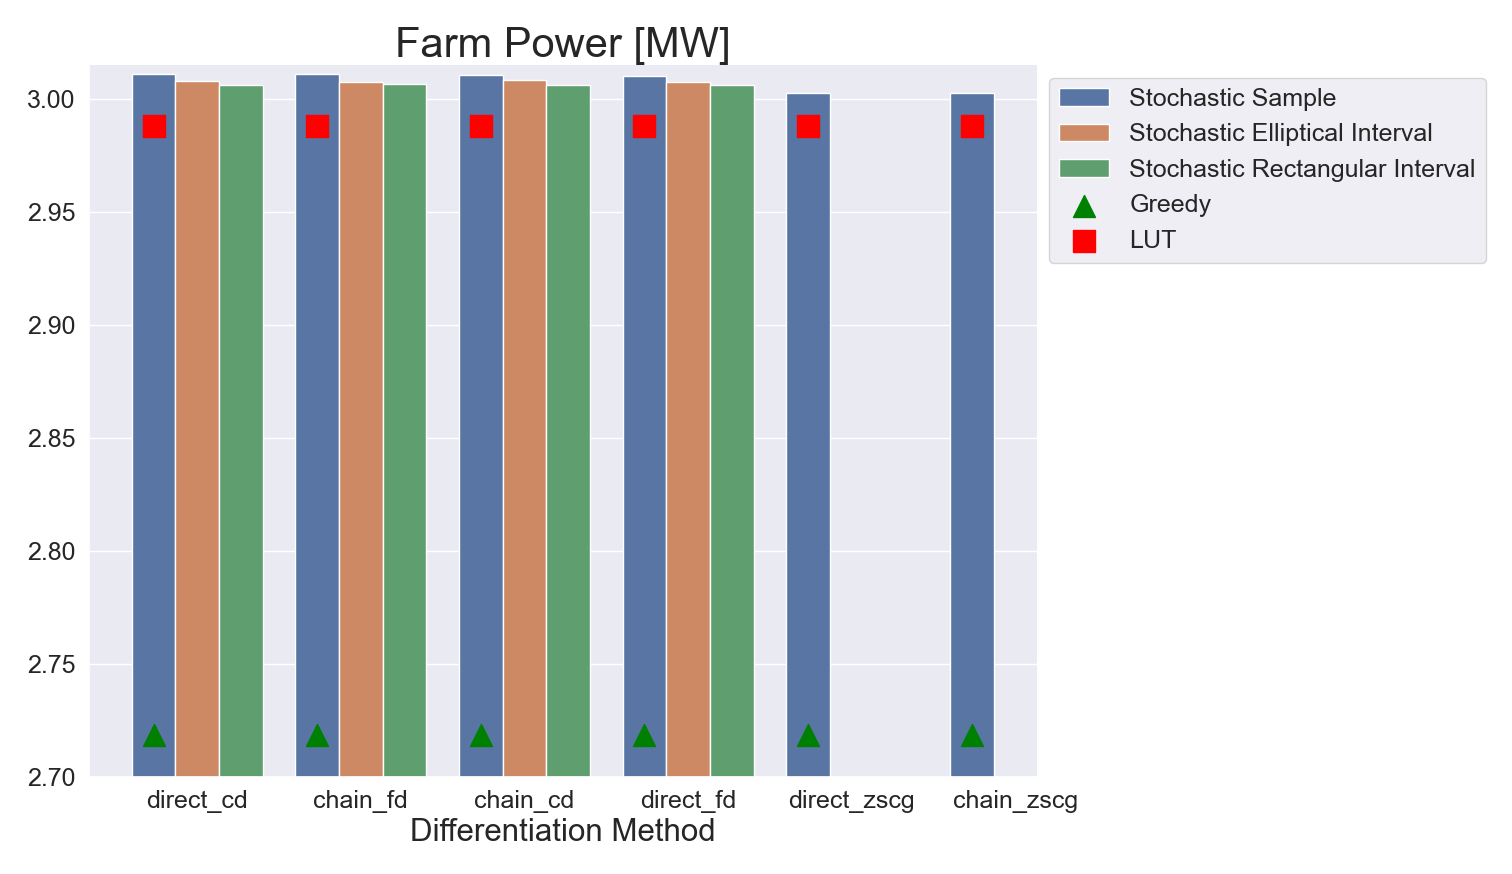 Farm Power [MW]
3.00
2.95
2.90
2.85
2.80
2.75
2.70
direct_cd
chain_fd
chain_cd
direct_fd
direct_zscg
chain_zscg
Differentiation Method
Stochastic Sample
Stochastic Elliptical Interval
Stochastic Rectangular Interval
Greedy
LUT